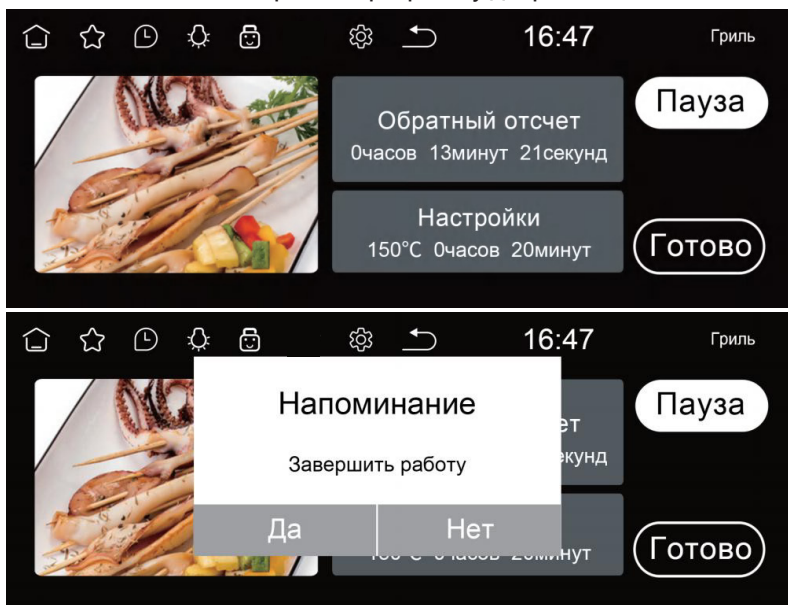 16:47
Гриль
Обратный отсчет
0часов 13минут 21секунд
Пауза
Настройки
150°C 0часов 20минут
Готово
16:47
Гриль
Напоминание
Завершить работу
Да
Нет
Пауза
Готово